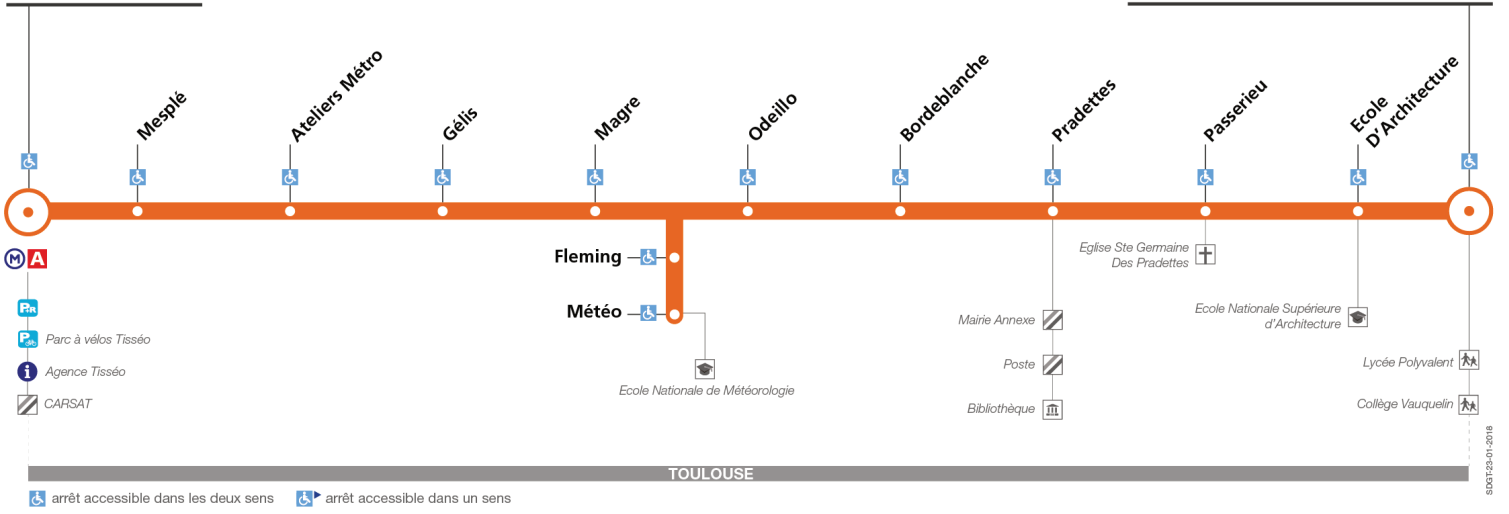 Mesplé
Ateliers Métro
Gélis
Magre
Odeillo
Bordeblanche
Pradettes
Passerieu
Ecole
D'Architecture
M A
Fleming
Météo
P+R
P
Parc à vélos Tisséo
i
Agence Tisséo
CARSAT
Ecole Nationale de Météorologie
Eglise Ste Germaine
Des Pradettes
Mairie Annexe
Poste
Bibliothèque
Ecole Nationale Supérieure
d'Architecture
Lycée Polyvalent
Collège Vauquelin
TOULOUSE
arrêt accessible dans les deux sens
arrêt accessible dans un sens
SDGT-23-01-2018